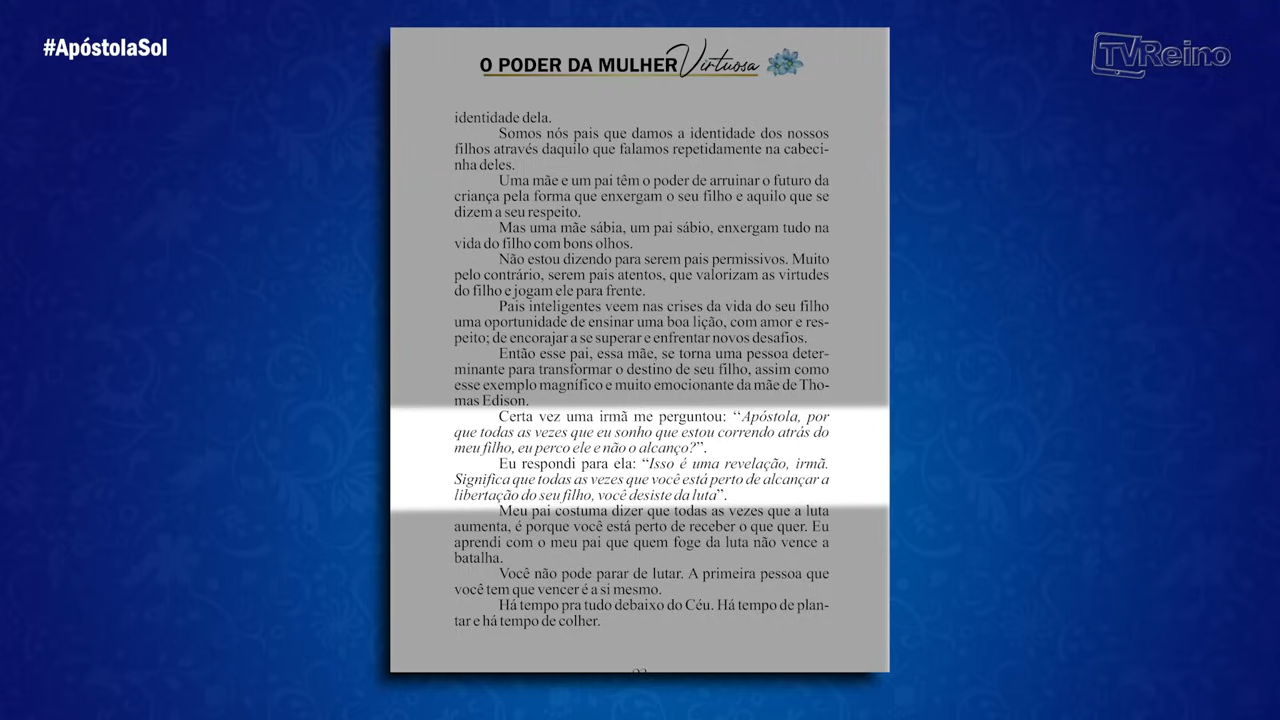 #ApóstolaSol
TVReino
O PODER DA MULHER Virtuosa
identidade dela.
Somos nós pais que damos a identidade dos nossos
filhos através daquilo que falamos repetidamente na cabeci-
nha deles.
Uma mãe e um pai têm o poder de arruinar o futuro da
criança pela forma que enxergam o seu filho e aquilo que se
dizem a seu respeito.
Mas uma mãe sábia, um pai sábio, enxergam tudo na
vida do filho com bons olhos.
Não estou dizendo para serem pais permissivos. Muito
pelo contrário, serem pais atentos, que valorizam as virtudes
do filho e jogam ele para frente.
Pais inteligentes veem nas crises da vida do seu filho
uma oportunidade de ensinar uma boa lição, com amor e res-
peito; de encorajar a se superar e enfrentar novos desafios.
Então esse pai, essa mãe, se torna uma pessoa deter-
minante para transformar o destino de seu filho, assim como
esse exemplo magnífico e muito emocionante da mãe de Tho-
mas Edison.
Certa vez uma irmã me perguntou: “Apóstola, por
que todas as vezes que eu sonho que estou correndo atrás do
meu filho, eu perco ele e não o alcanço?”.
Eu respondi para ela: “Isso é uma revelação, irmã.
Significa que todas as vezes que você está perto de alcançar a
libertação do seu filho, você desiste da luta”.
Meu pai costuma dizer que todas as vezes que a luta
aumenta, é porque você está perto de receber o que quer. Eu
aprendi com o meu pai que quem foge da luta não vence a
batalha.
Você não pode parar de lutar. A primeira pessoa que
você tem que vencer é a si mesmo.
Há tempo pra tudo debaixo do Céu. Há tempo de plan-
tar e há tempo de colher.